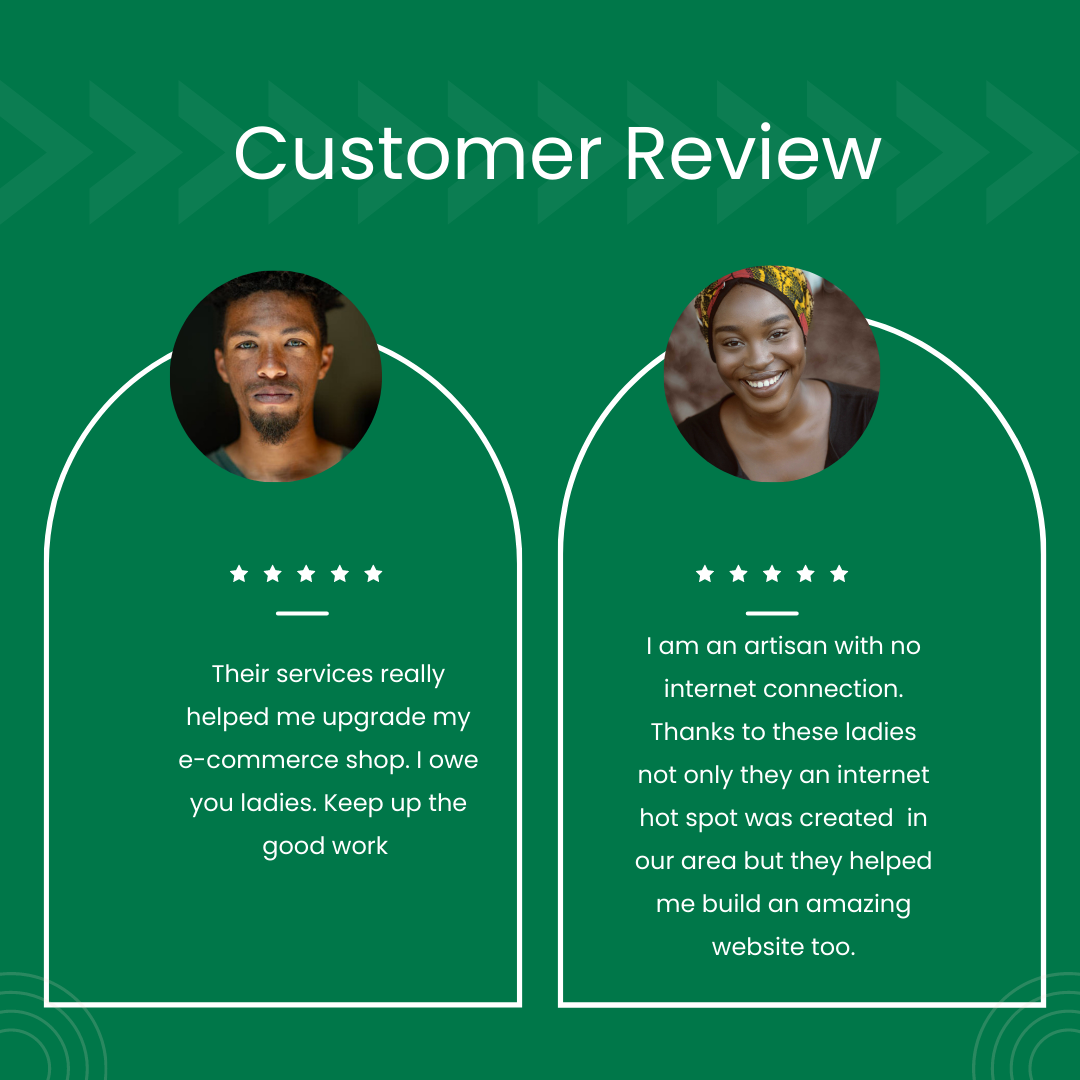 Customer Review
Their services really
helped me upgrade my
e-commerce shop. I owe
you ladies. Keep up the
good work
I am an artisan with no
internet connection.
Thanks to these ladies
not only they an internet
hot spot was created  in
our area but they helped
me build an amazing
website too.